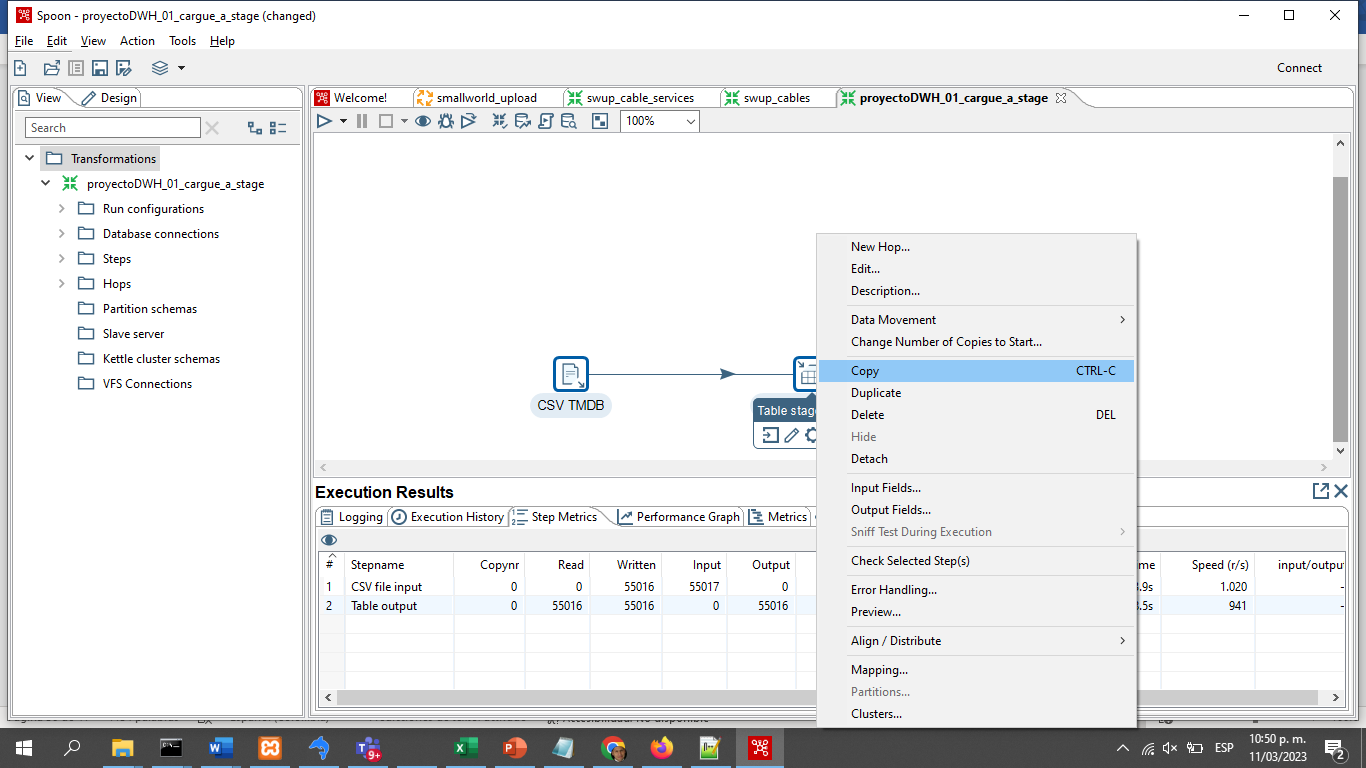 Spoon - proyectoDWH_01_cargue_a_stage (changed)
File Edit View Action Tools Help
Connect
View Design
Welcome! smallworld_upload swup_cable_services swup_cables proyectoDWH_01_cargue_a_stage
100%
Search
Transformations
proyectoDWH_01_cargue_a_stage
Run configurations
Database connections
Steps
Hops
Partition schemas
Slave server
Kettle cluster schemas
VFS Connections
CSV TMDB
Table stag
New Hop...
Edit...
Description...
Data Movement
Change Number of Copies to Start...
Copy CTRL-C
Duplicate
Delete DEL
Hide
Detach
Input Fields...
Output Fields...
Sniff Test During Execution
Check Selected Step(s)
Error Handling...
Preview...
Align / Distribute
Mapping...
Partitions...
Clusters...
Execution Results
Logging Execution History Step Metrics Performance Graph Metrics
# Stepname Copynr Read Written Input Output me Speed (r/s) input/outpu
1 CSV file input 0 0 55016 55017 0 .9s 1.020 -
2 Table output 0 55016 55016 0 55016 .5s 941 -
9+
ESP
10:50 p. m.
11/03/2023
2